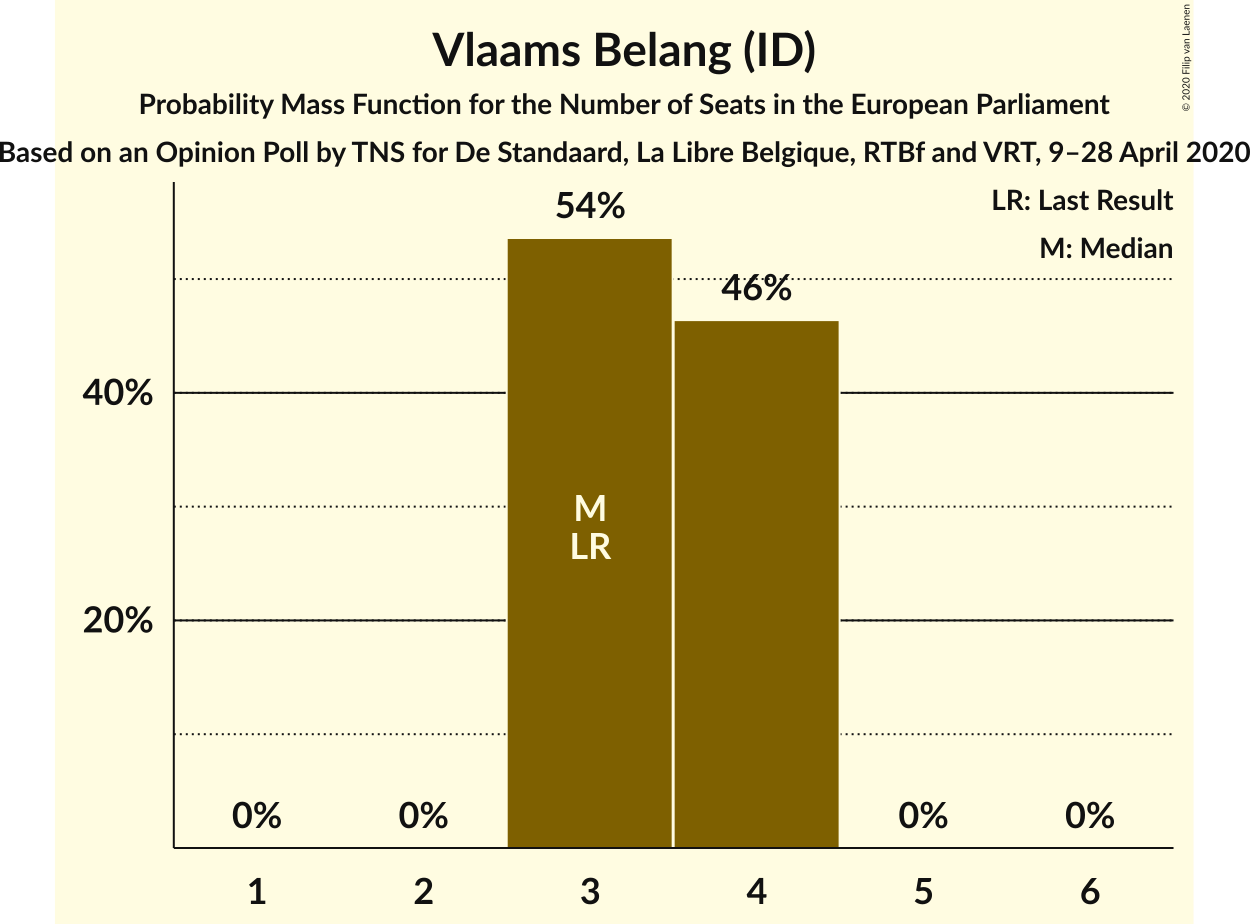 Vlaams Belang (ID)
Probability Mass Function for the Number of Seats in the European Parliament
Based on an Opinion Poll by TNS for De Standaard, La Libre Belgique, RTBf and VRT, 9–28 April 2020
© 2020 Filip van Laenen
LR: Last Result
M: Median
54%
46%
40%
M
LR
20%
0% 0% 0% 0%
1 2 3 4 5 6